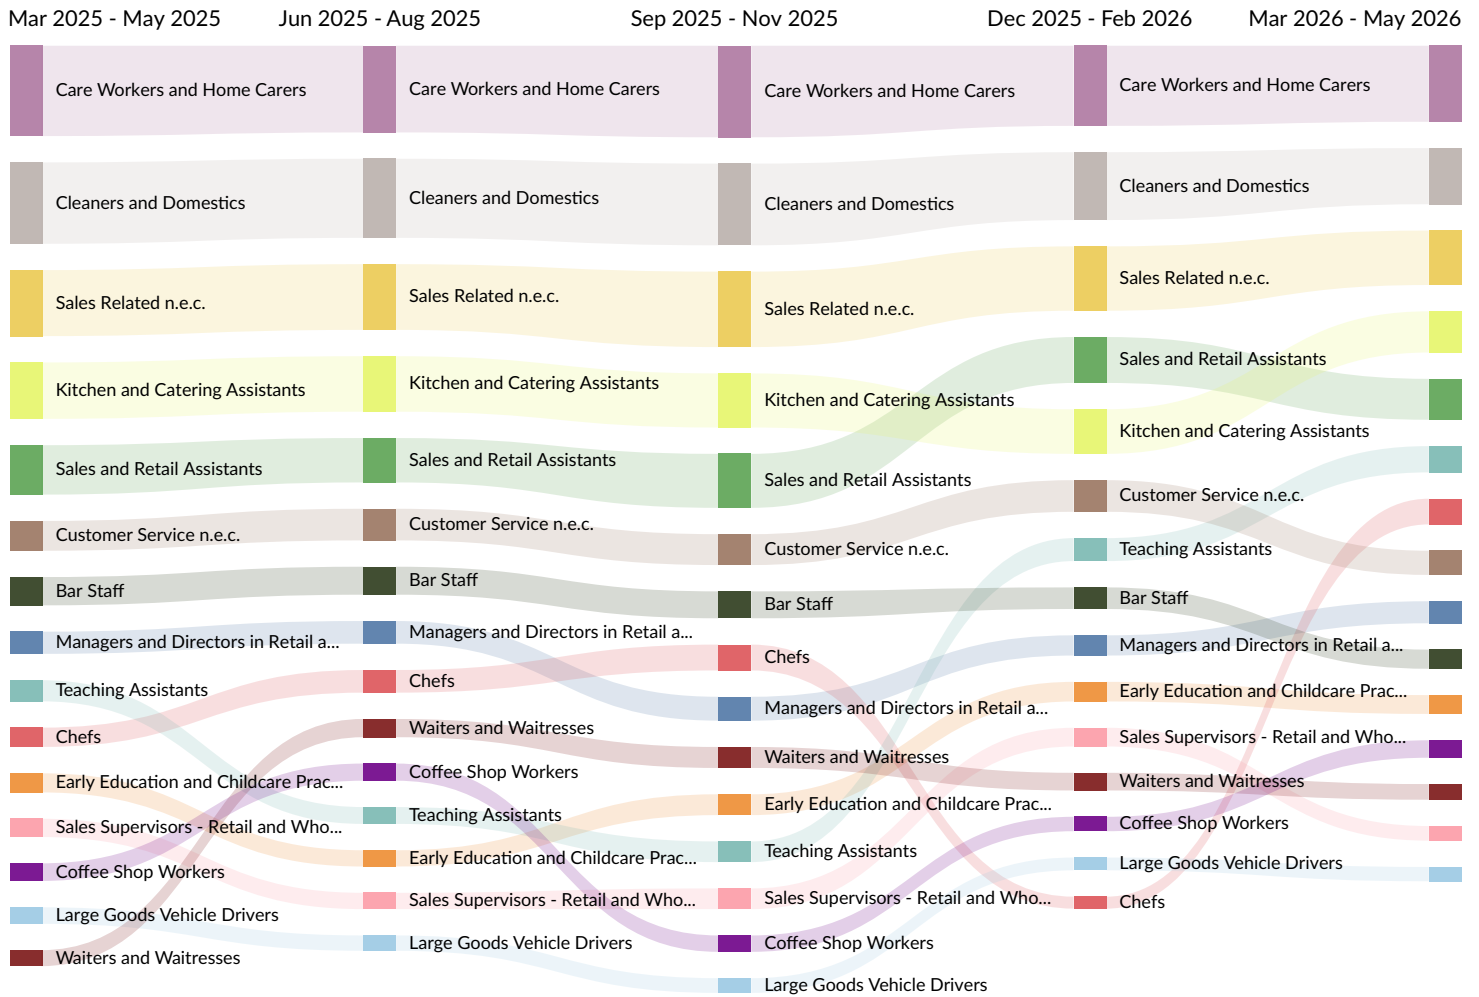 Mar 2025 - May 2025
Jun 2025 - Aug 2025
Sep 2025 - Nov 2025
Dec 2025 - Feb 2026
Mar 2026 - May 2026
Care Workers and Home Carers
Cleaners and Domestics
Sales Related n.e.c.
Kitchen and Catering Assistants
Sales and Retail Assistants
Customer Service n.e.c.
Bar Staff
Managers and Directors in Retail a...
Teaching Assistants
Chefs
Early Education and Childcare Prac...
Sales Supervisors - Retail and Who...
Coffee Shop Workers
Large Goods Vehicle Drivers
Waiters and Waitresses
Care Workers and Home Carers
Cleaners and Domestics
Sales Related n.e.c.
Kitchen and Catering Assistants
Sales and Retail Assistants
Customer Service n.e.c.
Bar Staff
Managers and Directors in Retail a...
Chefs
Waiters and Waitresses
Coffee Shop Workers
Teaching Assistants
Early Education and Childcare Prac...
Sales Supervisors - Retail and Who...
Large Goods Vehicle Drivers
Care Workers and Home Carers
Cleaners and Domestics
Sales Related n.e.c.
Kitchen and Catering Assistants
Sales and Retail Assistants
Customer Service n.e.c.
Bar Staff
Chefs
Managers and Directors in Retail a...
Waiters and Waitresses
Early Education and Childcare Prac...
Teaching Assistants
Sales Supervisors - Retail and Who...
Coffee Shop Workers
Large Goods Vehicle Drivers
Care Workers and Home Carers
Cleaners and Domestics
Sales Related n.e.c.
Sales and Retail Assistants
Kitchen and Catering Assistants
Customer Service n.e.c.
Teaching Assistants
Bar Staff
Managers and Directors in Retail a...
Early Education and Childcare Prac...
Sales Supervisors - Retail and Who...
Waiters and Waitresses
Coffee Shop Workers
Large Goods Vehicle Drivers
Chefs